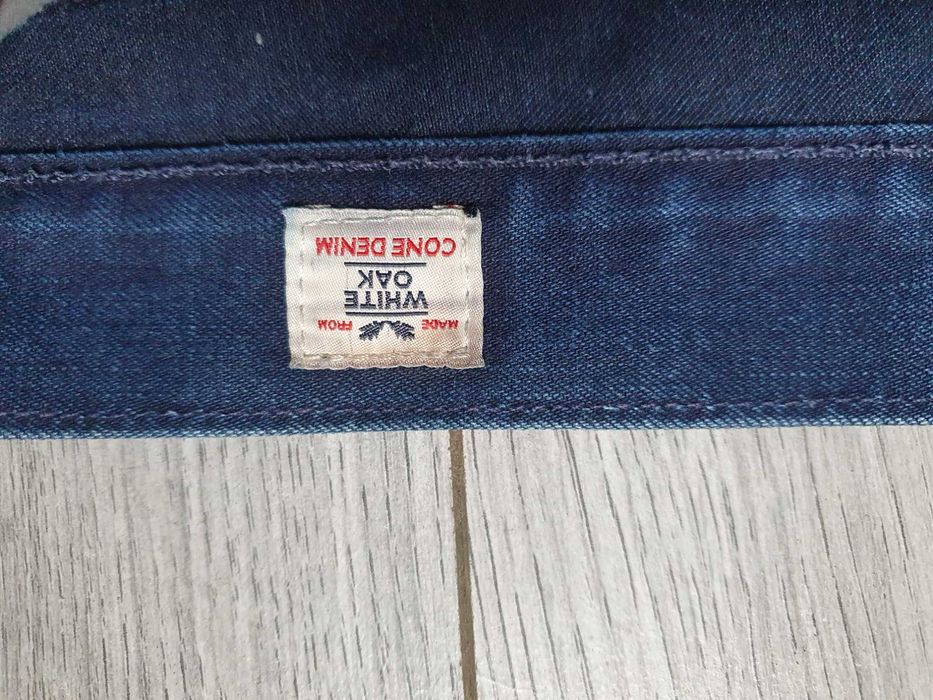 MADE FROM
WHITE
OAK
CONE DENIM